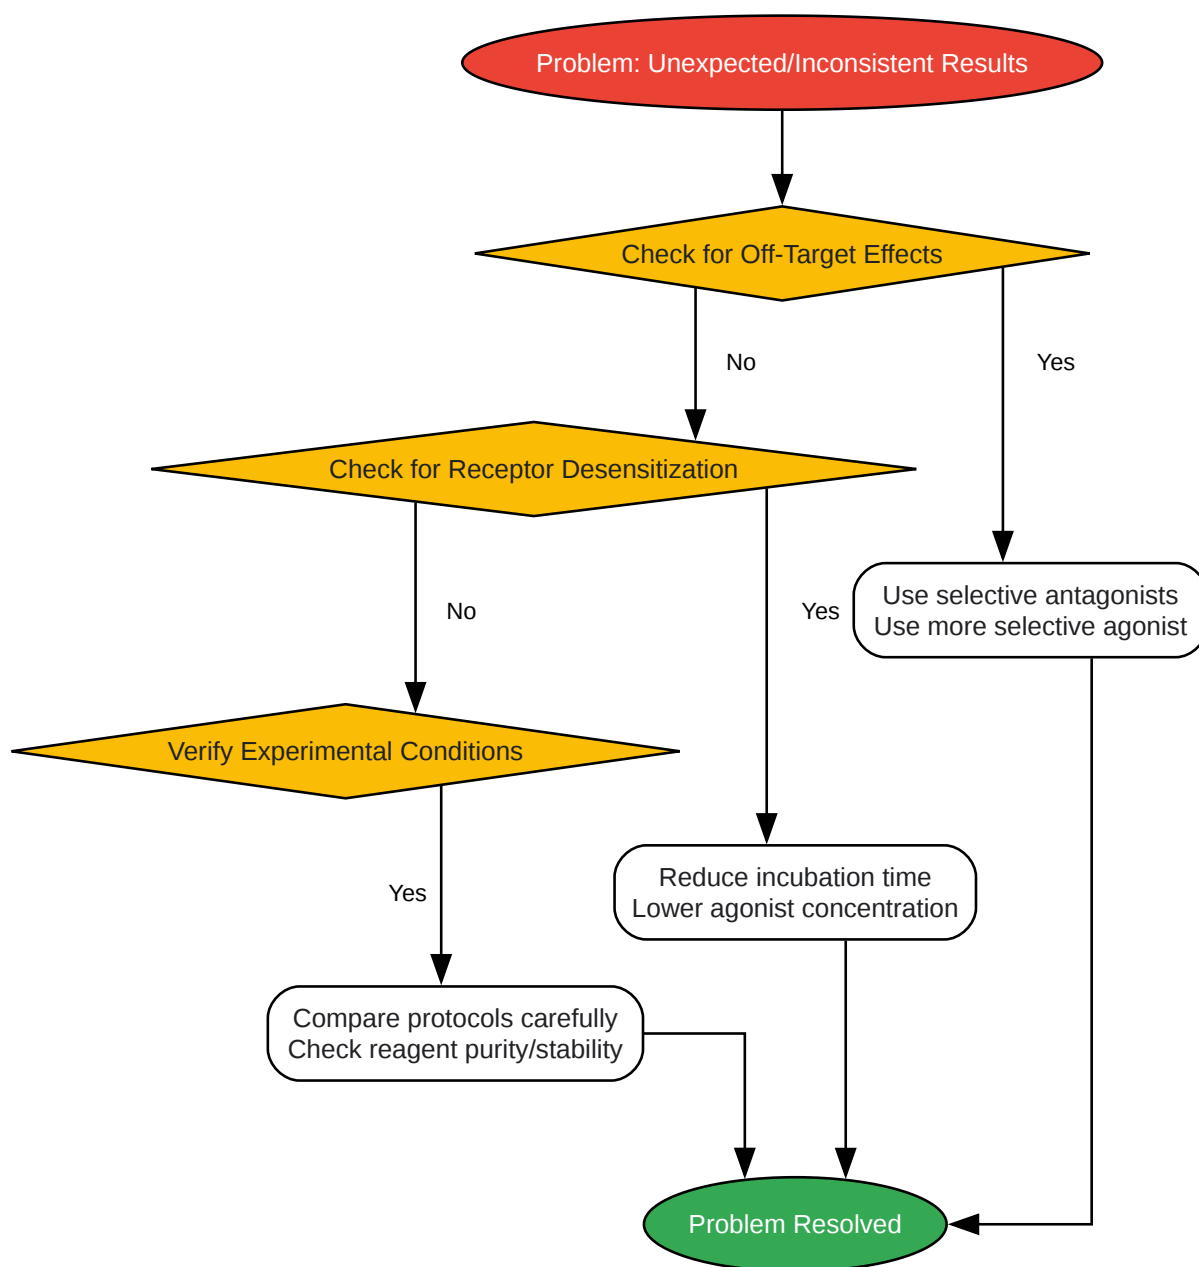 Problem: Unexpected/Inconsistent Results
Check for Off-Target Effects
No
Yes
Check for Receptor Desensitization
No
Yes
Use selective antagonists
Use more selective agonist
Verify Experimental Conditions
Yes
Reduce incubation time
Lower agonist concentration
Compare protocols carefully
Check reagent purity/stability
Problem Resolved